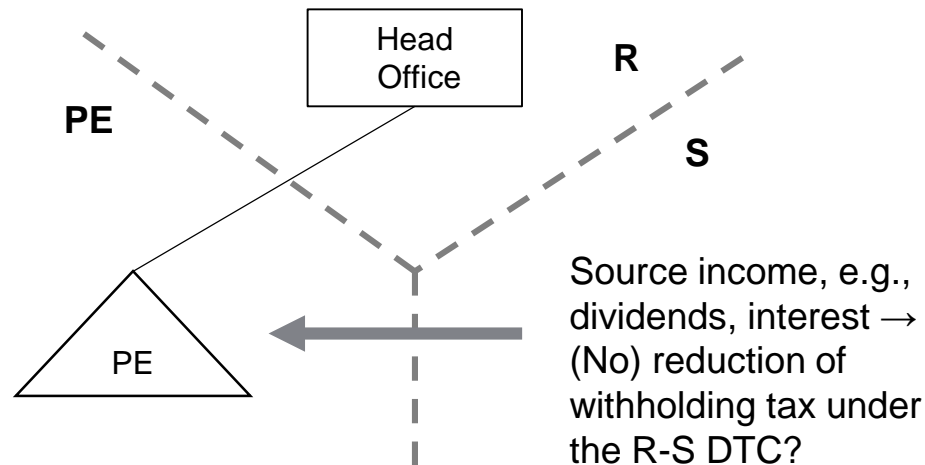 Head
Office
R
PE
S
Source income, e.g.,
dividends, interest →
(No) reduction of
withholding tax under
the R-S DTC?
PE